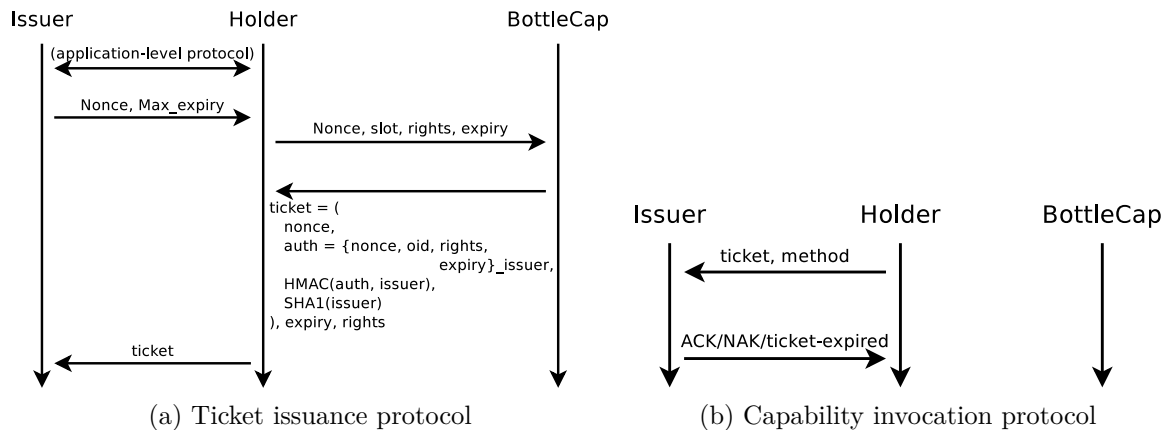 Issuer Holder BottleCap
(application-level protocol)
Nonce, Max_expiry
Nonce, slot, rights, expiry
ticket = (
nonce,
auth = {nonce, oid, rights,
expiry}_issuer,
HMAC(auth, issuer),
SHA1(issuer)
), expiry, rights
ticket
(a) Ticket issuance protocol
Issuer Holder BottleCap
ticket, method
ACK/NAK/ticket-expired
(b) Capability invocation protocol